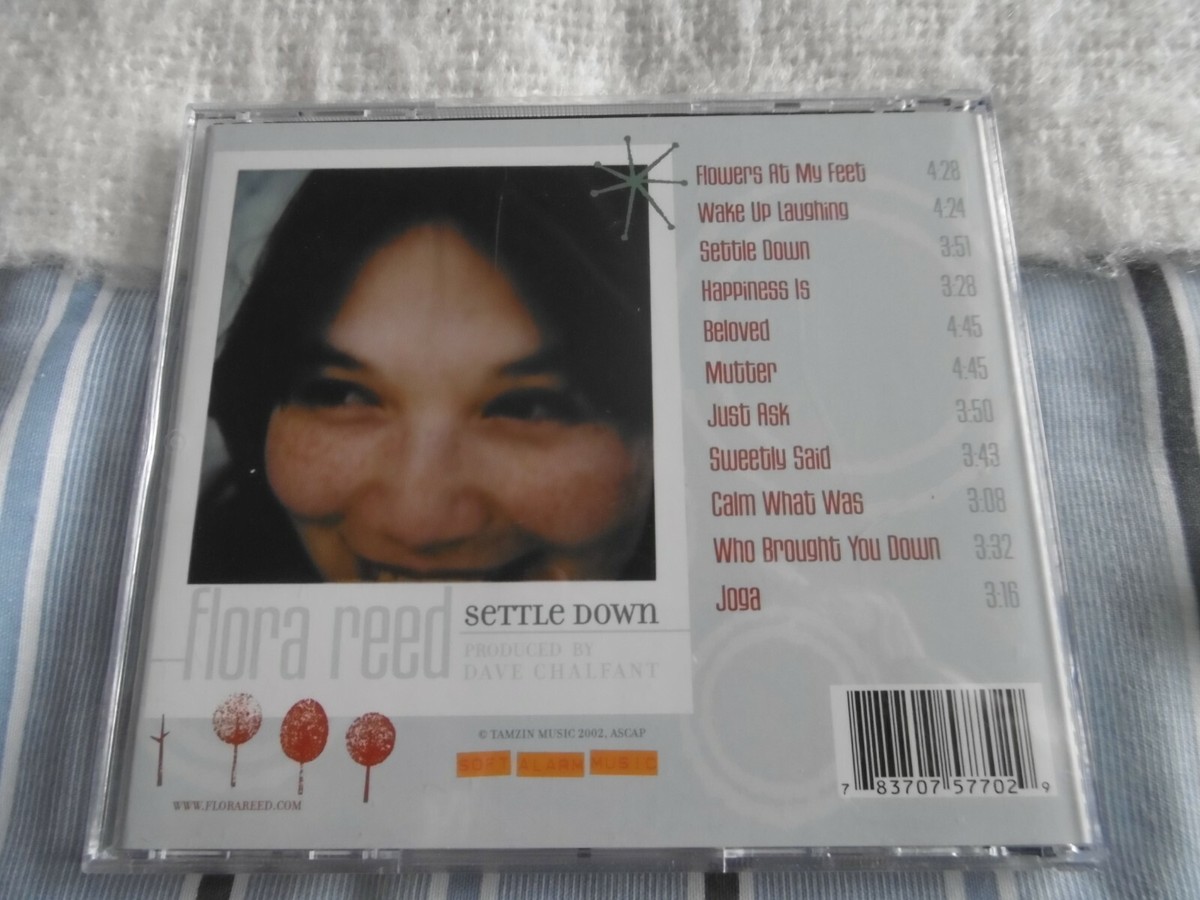 Flowers At My Feet 4:28
Wake Up Laughing 4:24
Settle Down 3:51
Happiness Is 3:28
Beloved 4:45
Mutter 4:45
Just Ask 3:50
Sweetly Said 3:43
Calm What Was 3:08
Who Brought You Down 3:32
Joga 3:16
flora reed
settle down
PRODUCED BY
DAVE CHALFANT
© TAMZIN MUSIC 2002, ASCAP
SOFT ALARM MUSIC
WWW.FLORAREED.COM
7 83707 57702 9